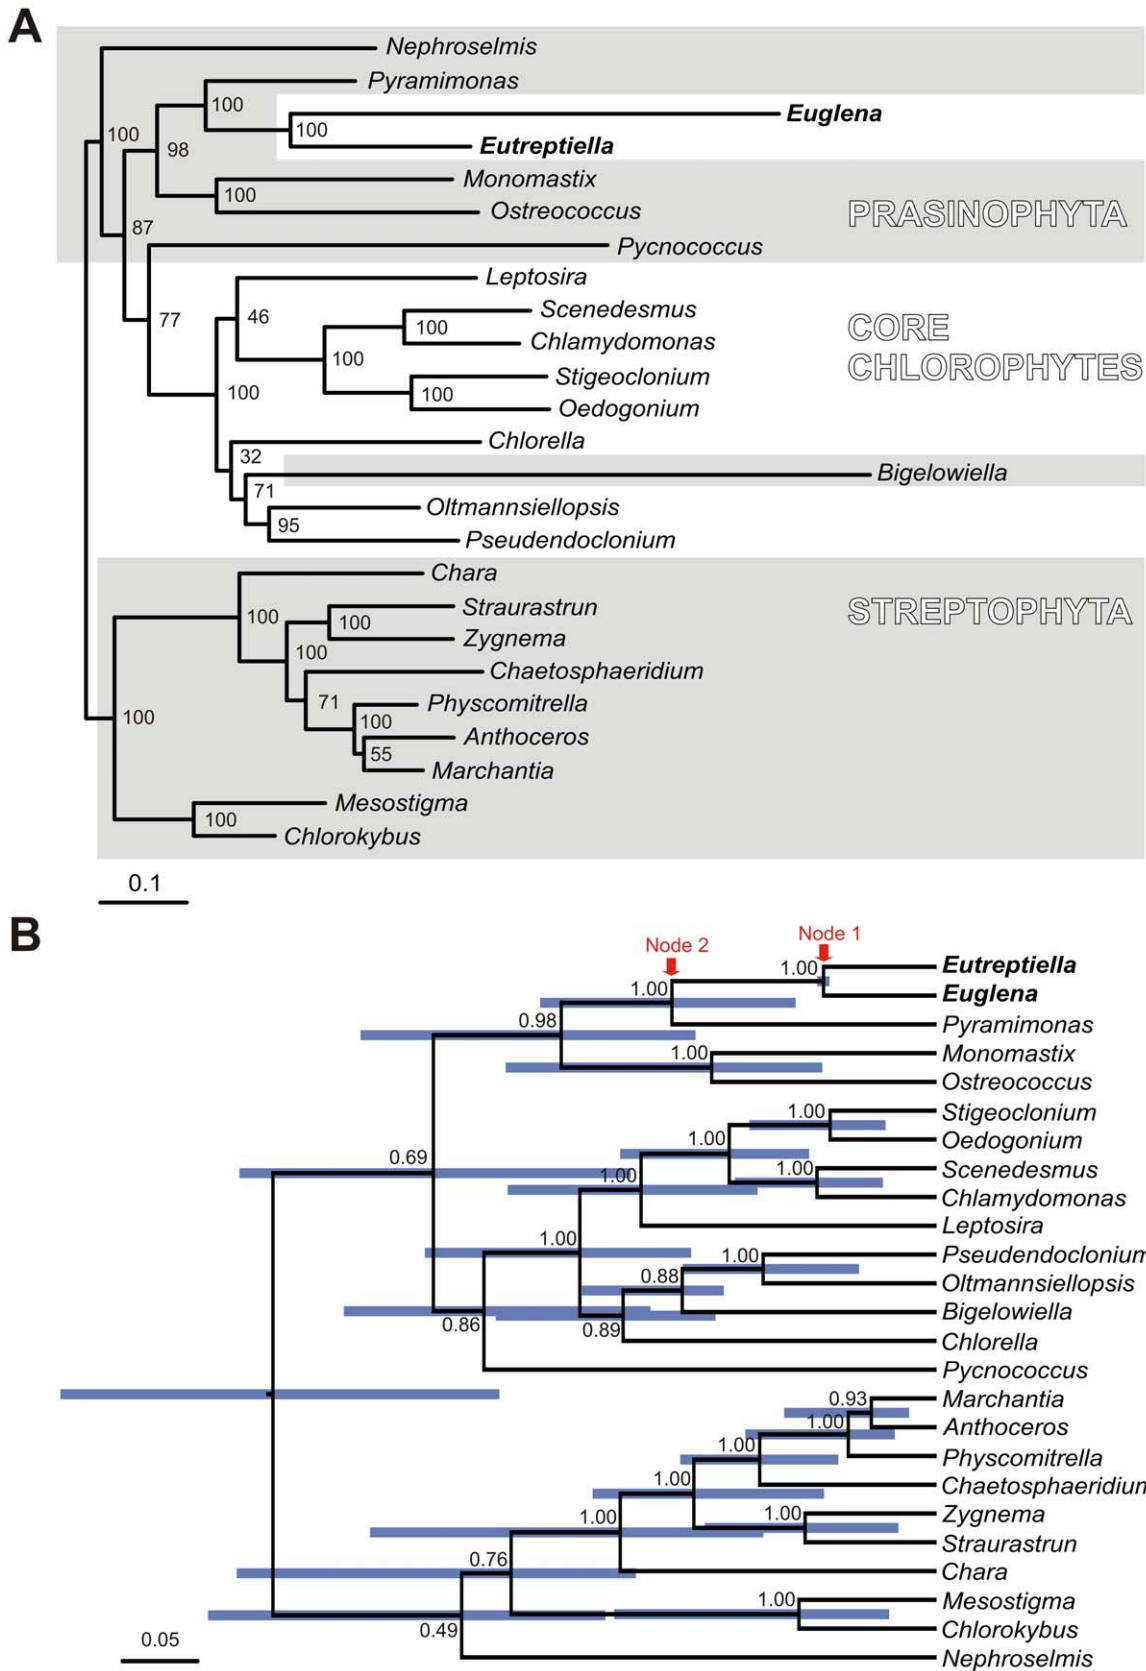 A
Nephroselmis
Pyramimonas
100
Euglena
100
100
98
Eutreptiella
Monomastix
100
Ostreococcus
PRASINOPHYTA
87
Pycnococcus
Leptosira
77
46
Scenedesmus
100
Chlamydomonas
CORE
CHLOROPHYTES
100
Stigeoclonium
100
100
Oedogonium
Chlorella
32
Bigelowiella
71
Oltmannsiellopsis
95
Pseudendoclonium
Chara
100
Straurastrun
STREPTOPHYTA
100
Zygnema
100
Chaetosphaeridium
71
Physcomitrella
100
100
Anthoceros
55
Marchantia
Mesostigma
100
Chlorokybus
0.1
B
Node 2
Node 1
1.00
Eutreptiella
1.00
Euglena
0.98
Pyramimonas
1.00
Monomastix
Ostreococcus
1.00
Stigeoclonium
1.00
Oedogonium
0.69
1.00
1.00
Scenedesmus
Chlamydomonas
Leptosira
1.00
1.00
Pseudendoclonium
0.88
Oltmannsiellopsis
0.86
0.89
Bigelowiella
Chlorella
Pycnococcus
0.93
Marchantia
1.00
Anthoceros
1.00
Physcomitrella
1.00
Chaetosphaeridium
1.00
1.00
Zygnema
Straurastrun
0.76
Chara
1.00
Mesostigma
0.49
Chlorokybus
0.05
Nephroselmis